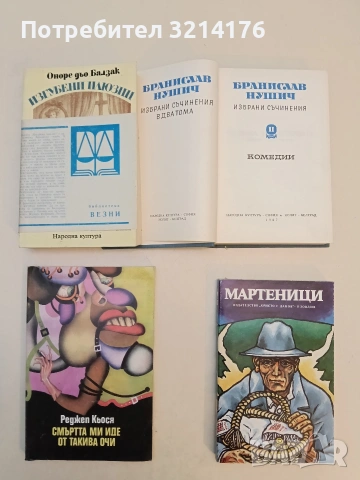 Потребител 3214176
Оноре дьо Балзак
ИЗГУБЕНИ ИЛЮЗИИ
БИБЛИОТЕКА
ВЕЗНИ
Народна култура
БРАНИСЛАВ
НУШИЧ
ИЗБРАНИ СЪЧИНЕНИЯ
В ДВА ТОМА
БРАНИСЛАВ
НУШИЧ
ИЗБРАНИ СЪЧИНЕНИЯ
II
КОМЕДИИ
Реджеп Кьося
СМЪРТТА МИ ИДЕ
ОТ ТАКИВА ОЧИ
МАРТЕНИЦИ